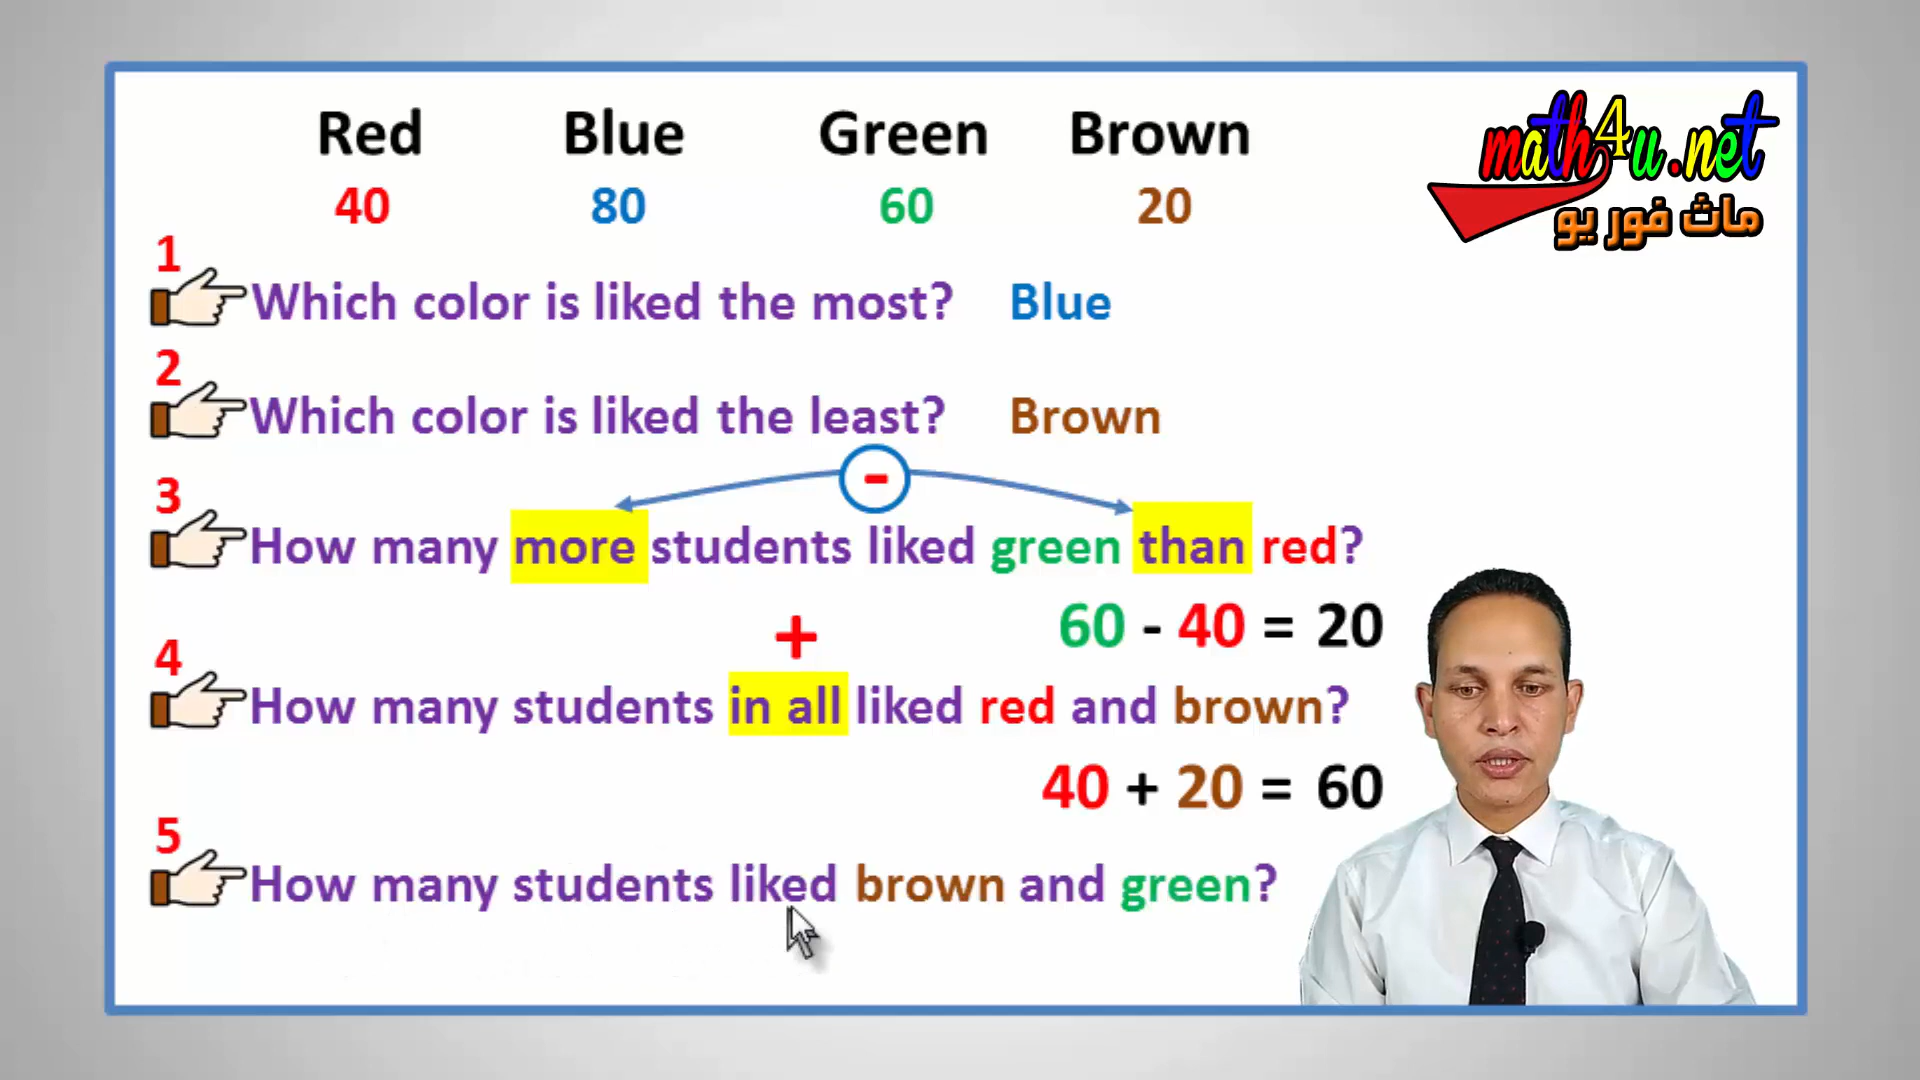 Red Blue Green Brown
40 80 60 20
math4u.net
ماث فور يو
1
Which color is liked the most? Blue
2
Which color is liked the least? Brown
-
3
How many more students liked green than red?
60 - 40 = 20
+
4
How many students in all liked red and brown?
40 + 20 = 60
5
How many students liked brown and green?